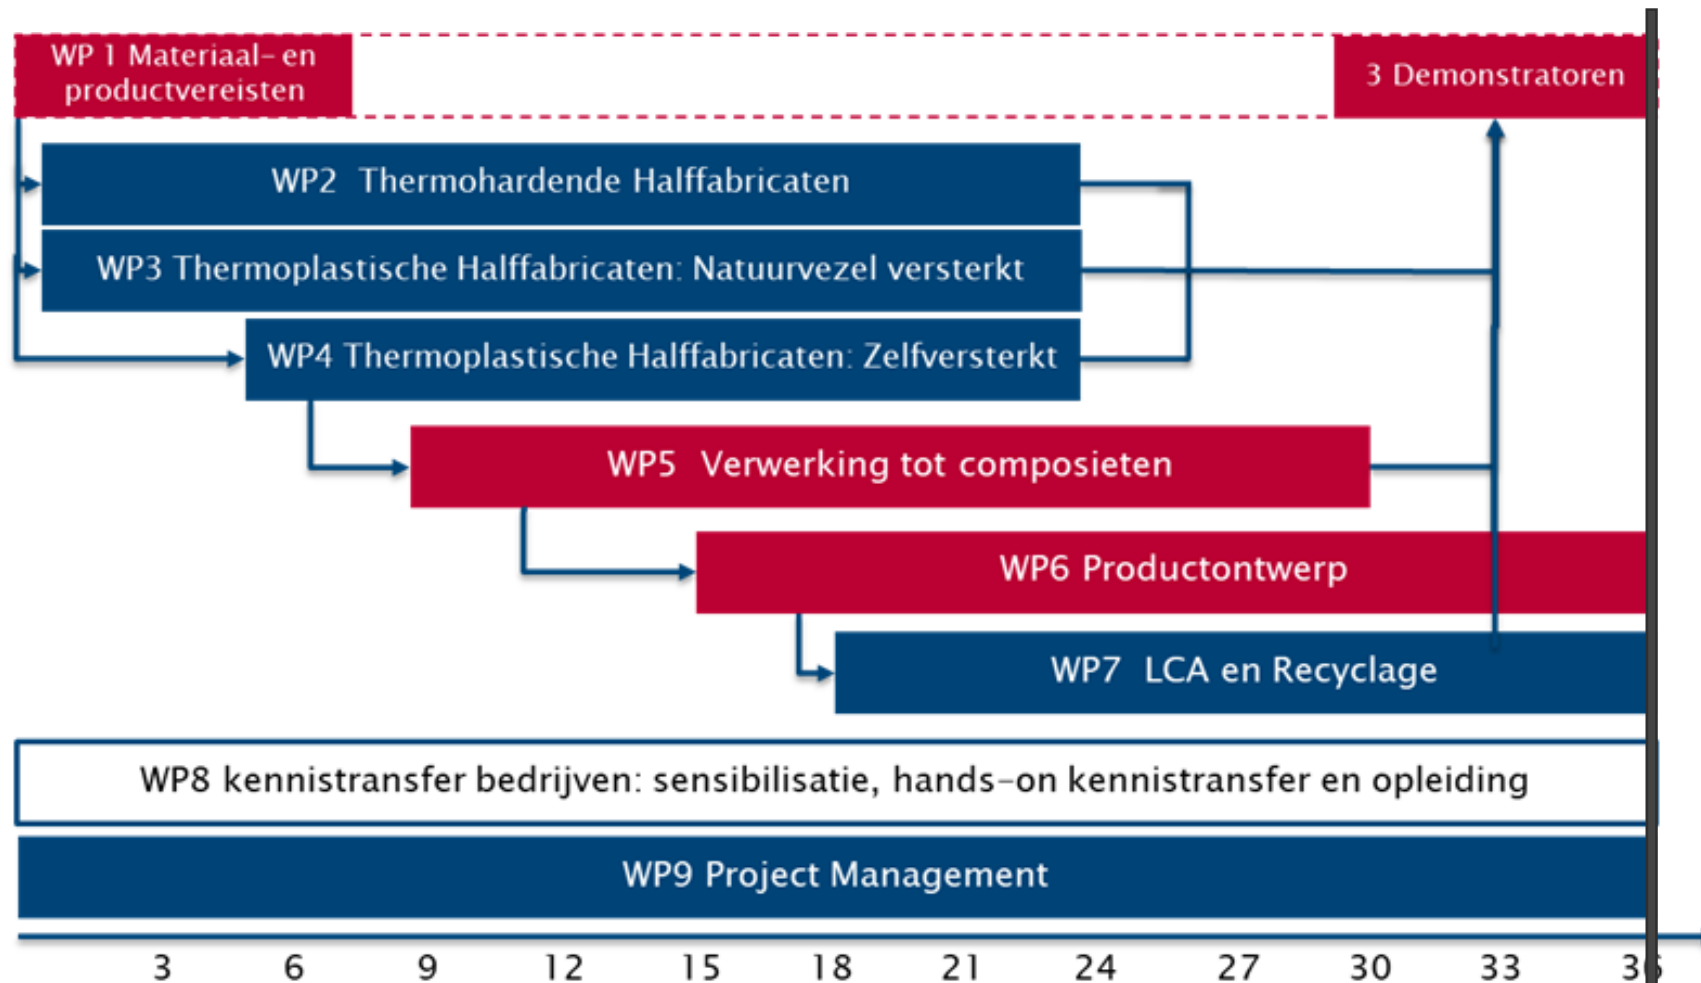 WP 1 Materiaal- en
productvereisten
3 Demonstratoren
WP2 Thermohardende Halffabricaten
WP3 Thermoplastische Halffabricaten: Natuurvezel versterkt
WP4 Thermoplastische Halffabricaten: Zelfversterkt
WP5 Verwerking tot composieten
WP6 Productontwerp
WP7 LCA en Recyclage
WP8 kennistransfer bedrijven: sensibilisatie, hands-on kennistransfer en opleiding
WP9 Project Management
3 6 9 12 15 18 21 24 27 30 33 36